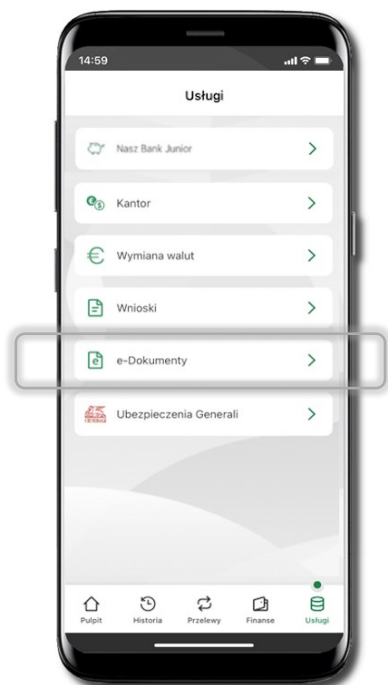 14:59
Usługi
Nasz Bank Junior
Kantor
Wymiana walut
Wnioski
e-Dokumenty
Ubezpieczenia Generali
Pulpit
Historia
Przelewy
Finanse
Usługi